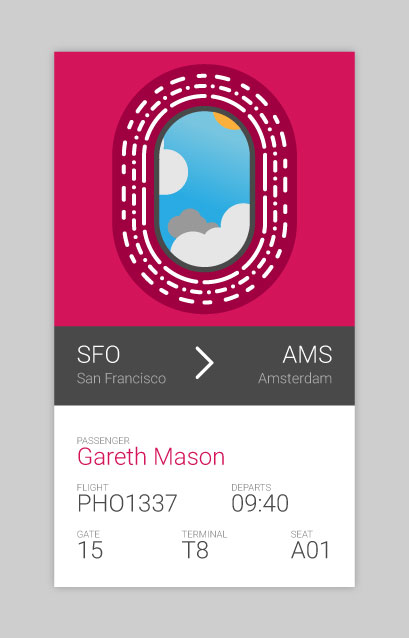 SFO AMS
San Francisco Amsterdam
PASSENGER
Gareth Mason
FLIGHT DEPARTS
PHO1337 09:40
GATE TERMINAL SEAT
15 T8 A01